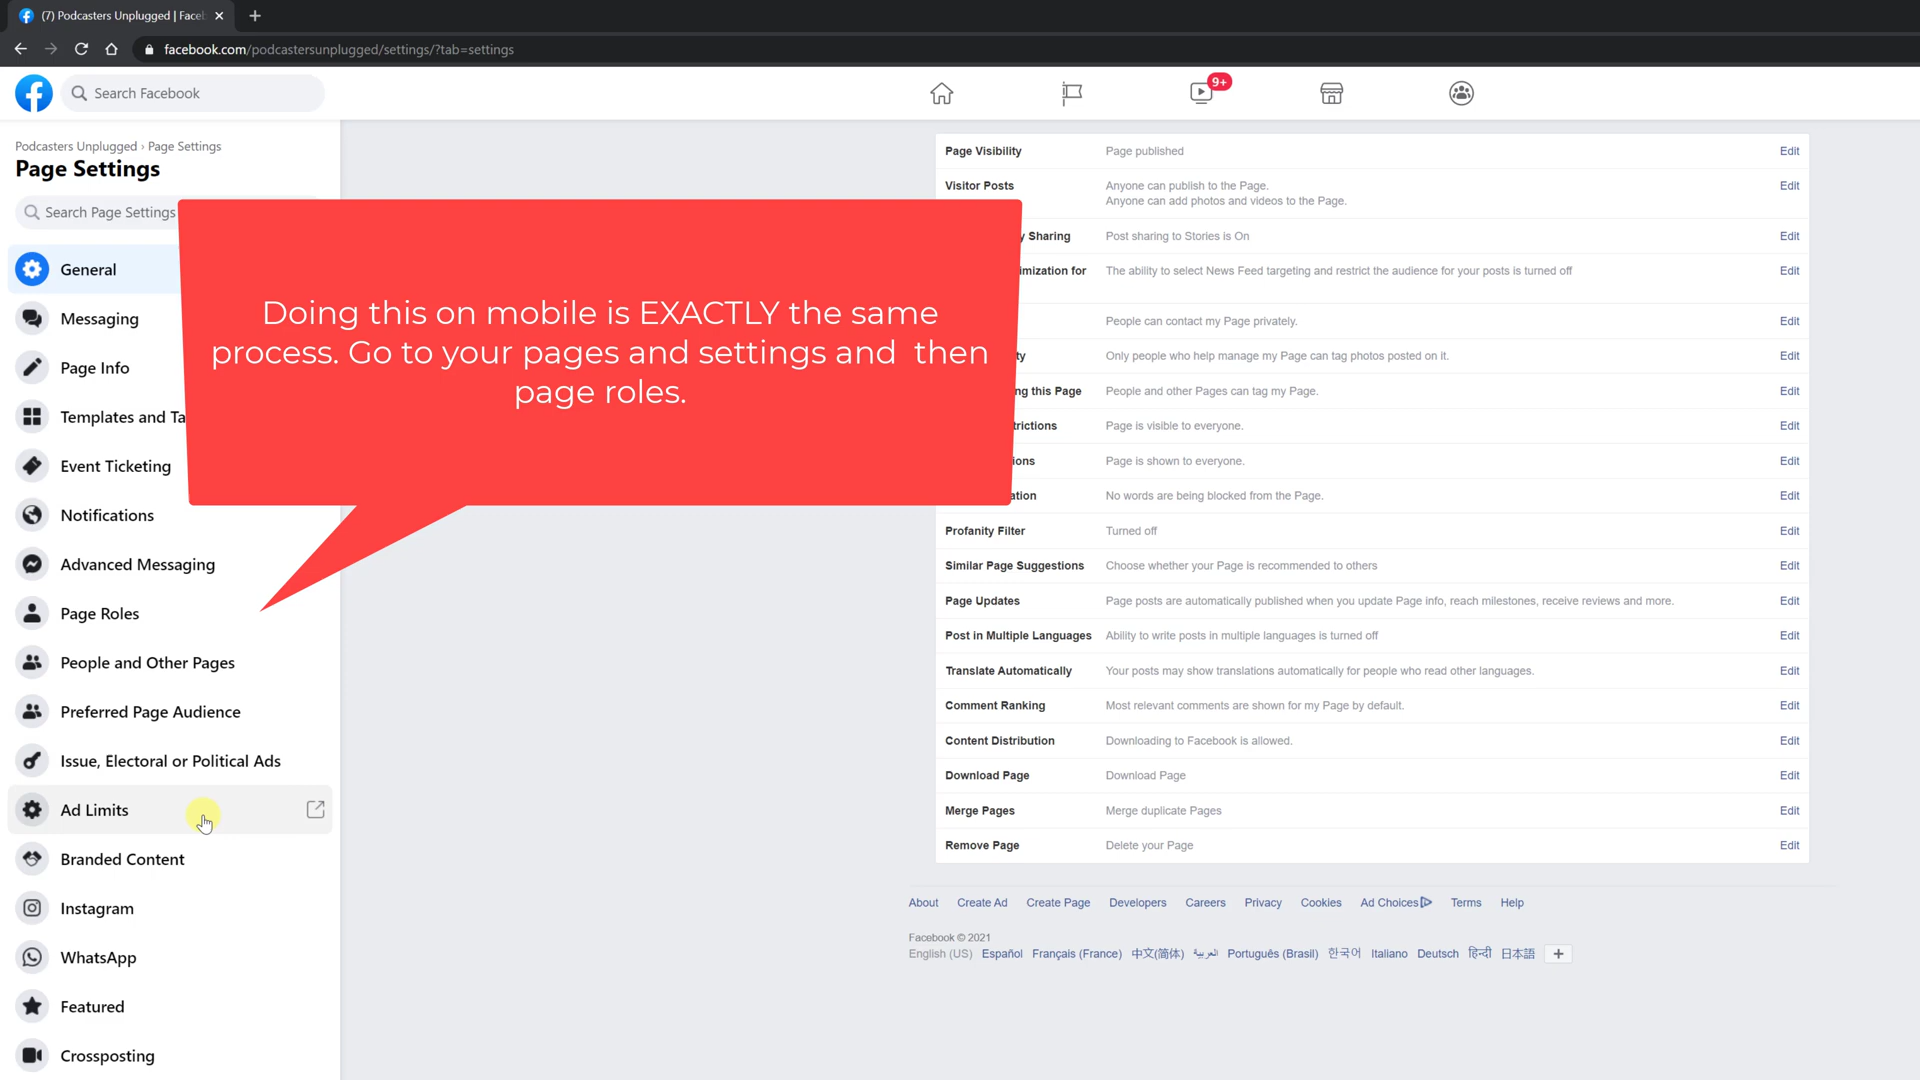 (7) Podcasters Unplugged | Face
facebook.com/podcastersunplugged/settings/?tab=settings
Search Facebook
9+
Podcasters Unplugged › Page Settings
Page Settings
Search Page Settings
General
Messaging
Page Info
Templates and Ta
Event Ticketing
Notifications
Advanced Messaging
Page Roles
People and Other Pages
Preferred Page Audience
Issue, Electoral or Political Ads
Ad Limits
Branded Content
Instagram
WhatsApp
Featured
Crossposting
Doing this on mobile is EXACTLY the same
process. Go to your pages and settings and then
page roles.
Page Visibility Page published Edit
Visitor Posts Anyone can publish to the Page. Edit
Anyone can add photos and videos to the Page.
y Sharing Post sharing to Stories is On Edit
imization for The ability to select News Feed targeting and restrict the audience for your posts is turned off Edit
People can contact my Page privately. Edit
ty Only people who help manage my Page can tag photos posted on it. Edit
ng this Page People and other Pages can tag my Page. Edit
trictions Page is visible to everyone. Edit
ions Page is shown to everyone. Edit
ation No words are being blocked from the Page. Edit
Profanity Filter Turned off Edit
Similar Page Suggestions Choose whether your Page is recommended to others Edit
Page Updates Page posts are automatically published when you update Page info, reach milestones, receive reviews and more. Edit
Post in Multiple Languages Ability to write posts in multiple languages is turned off Edit
Translate Automatically Your posts may show translations automatically for people who read other languages. Edit
Comment Ranking Most relevant comments are shown for my Page by default. Edit
Content Distribution Downloading to Facebook is allowed. Edit
Download Page Download Page Edit
Merge Pages Merge duplicate Pages Edit
Remove Page Delete your Page Edit
About Create Ad Create Page Developers Careers Privacy Cookies Ad Choices Terms Help
Facebook © 2021
English (US) Español Français (France) 中文(简体) العربية Português (Brasil) 한국어 Italiano Deutsch हिन्दी 日本語 +